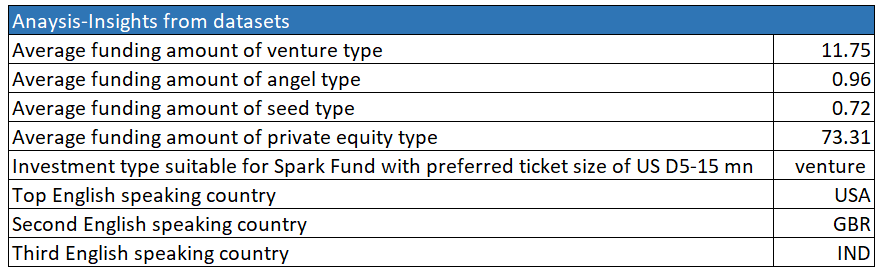 Anaysis-Insights from datasets
Average funding amount of venture type 11.75
Average funding amount of angel type 0.96
Average funding amount of seed type 0.72
Average funding amount of private equity type 73.31
Investment type suitable for Spark Fund with preferred ticket size of US D5-15 mn venture
Top English speaking country USA
Second English speaking country GBR
Third English speaking country IND